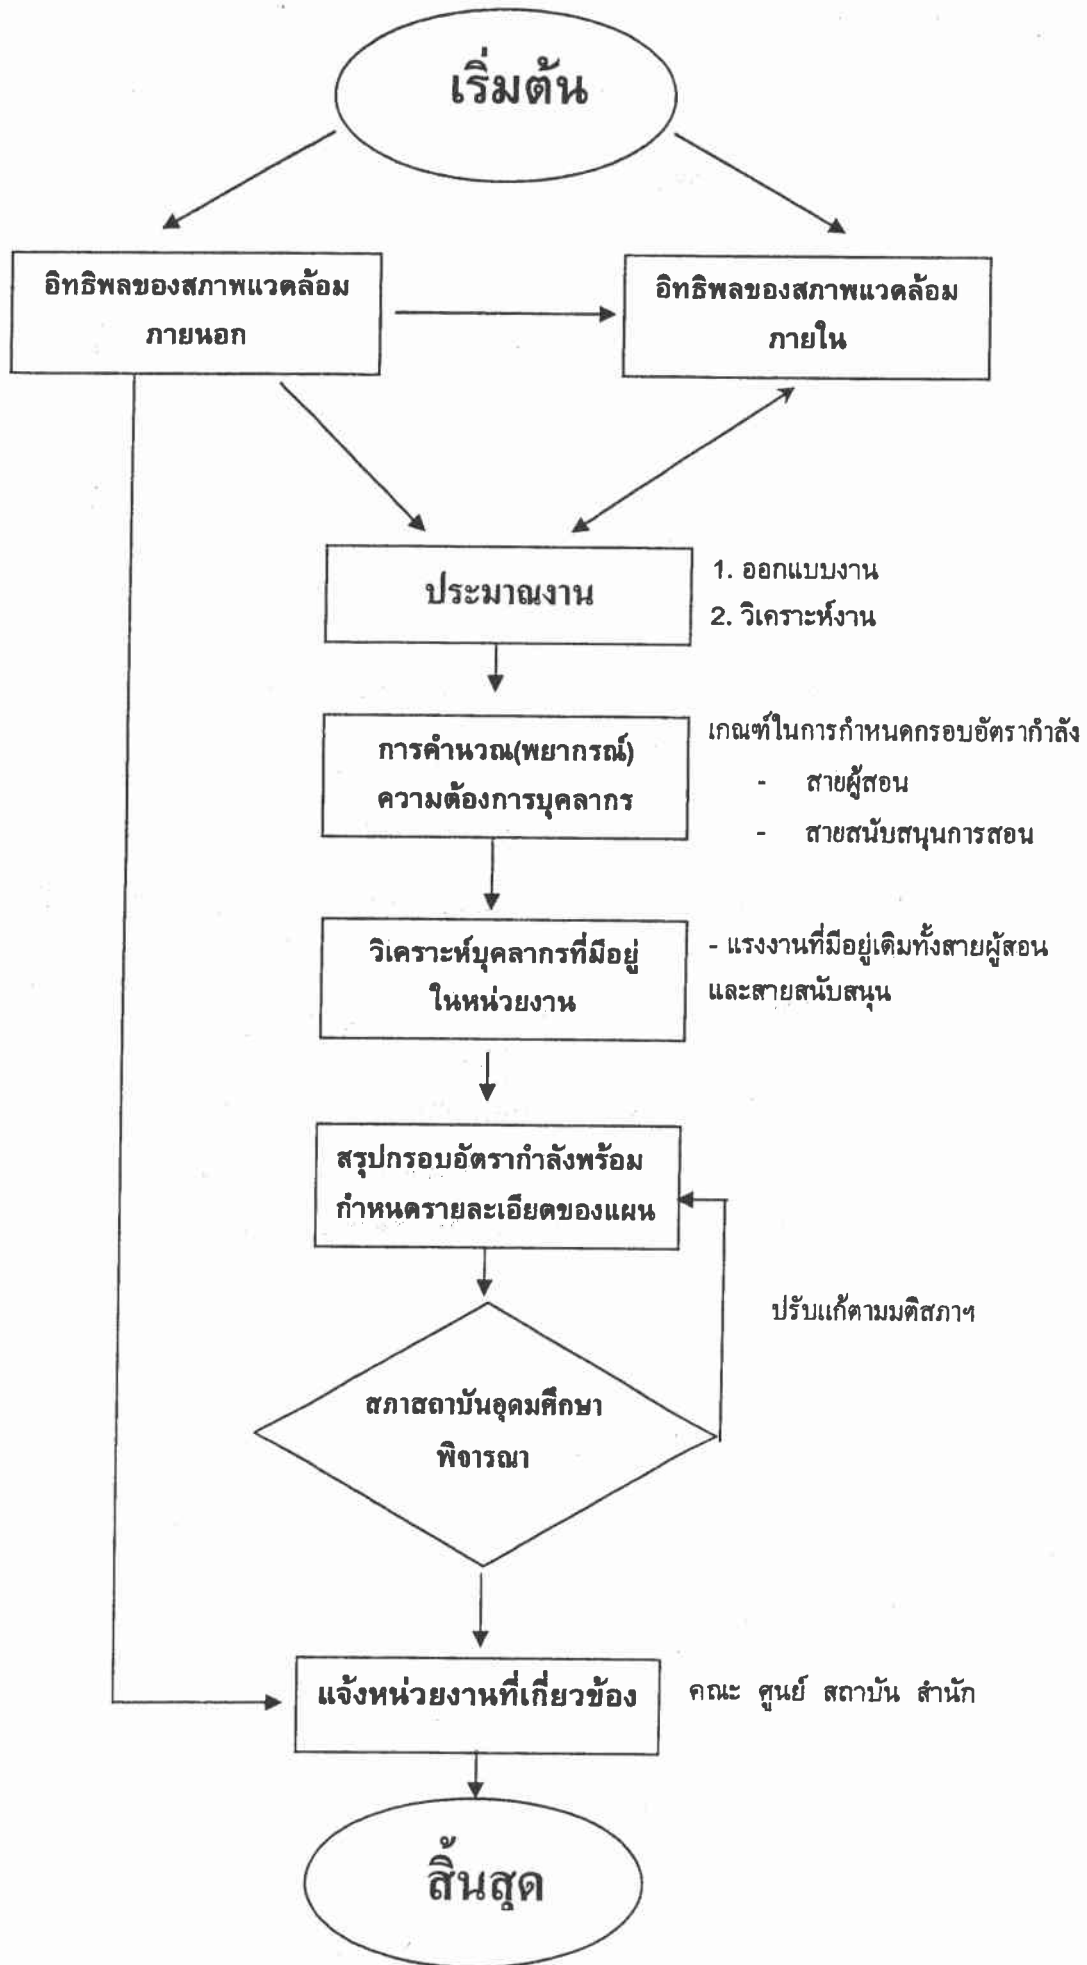 เริ่มต้น
อิทธิพลของสภาพแวดล้อม
ภายนอก
อิทธิพลของสภาพแวดล้อม
ภายใน
ประมาณงาน
1. ออกแบบงาน
2. วิเคราะห์งาน
การคำนวณ(พยากรณ์)
ความต้องการบุคลากร
เกณฑ์ในการกำหนดกรอบอัตรากำลัง
- สายผู้สอน
- สายสนับสนุนการสอน
วิเคราะห์บุคลากรที่มีอยู่
ในหน่วยงาน
- แรงงานที่มีอยู่เดิมทั้งสายผู้สอน
และสายสนับสนุน
สรุปกรอบอัตรากำลังพร้อม
กำหนดรายละเอียดของแผน
ปรับแก้ตามมติสภาฯ
สภาสถาบันอุดมศึกษา
พิจารณา
แจ้งหน่วยงานที่เกี่ยวข้อง
คณะ ศูนย์ สถาบัน สำนัก
สิ้นสุด